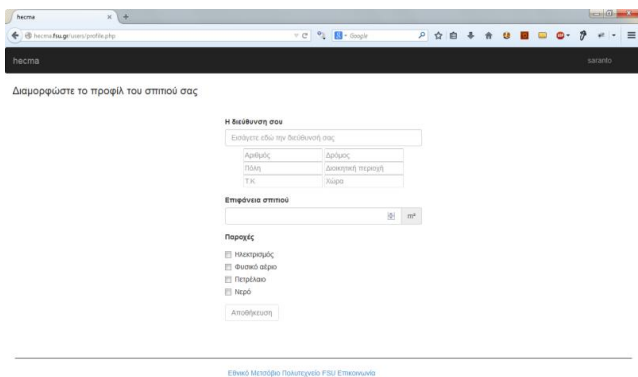 hecma
hecma.fsu.gr/users/profile.php
Google
hecma saranto
Διαμορφώστε το προφίλ του σπιτιού σας
Η διεύθυνση σου
Εισάγετε εδώ την διεύθυνσή σας
Αριθμός Δρόμος
Πόλη Διοικητική περιοχή
Τ.Κ. Χώρα
Επιφάνεια σπιτιού
m²
Παροχές
Ηλεκτρισμός
Φυσικό αέριο
Πετρέλαιο
Νερό
Αποθήκευση
Εθνικό Μετσόβιο Πολυτεχνείο FSU Επικοινωνία